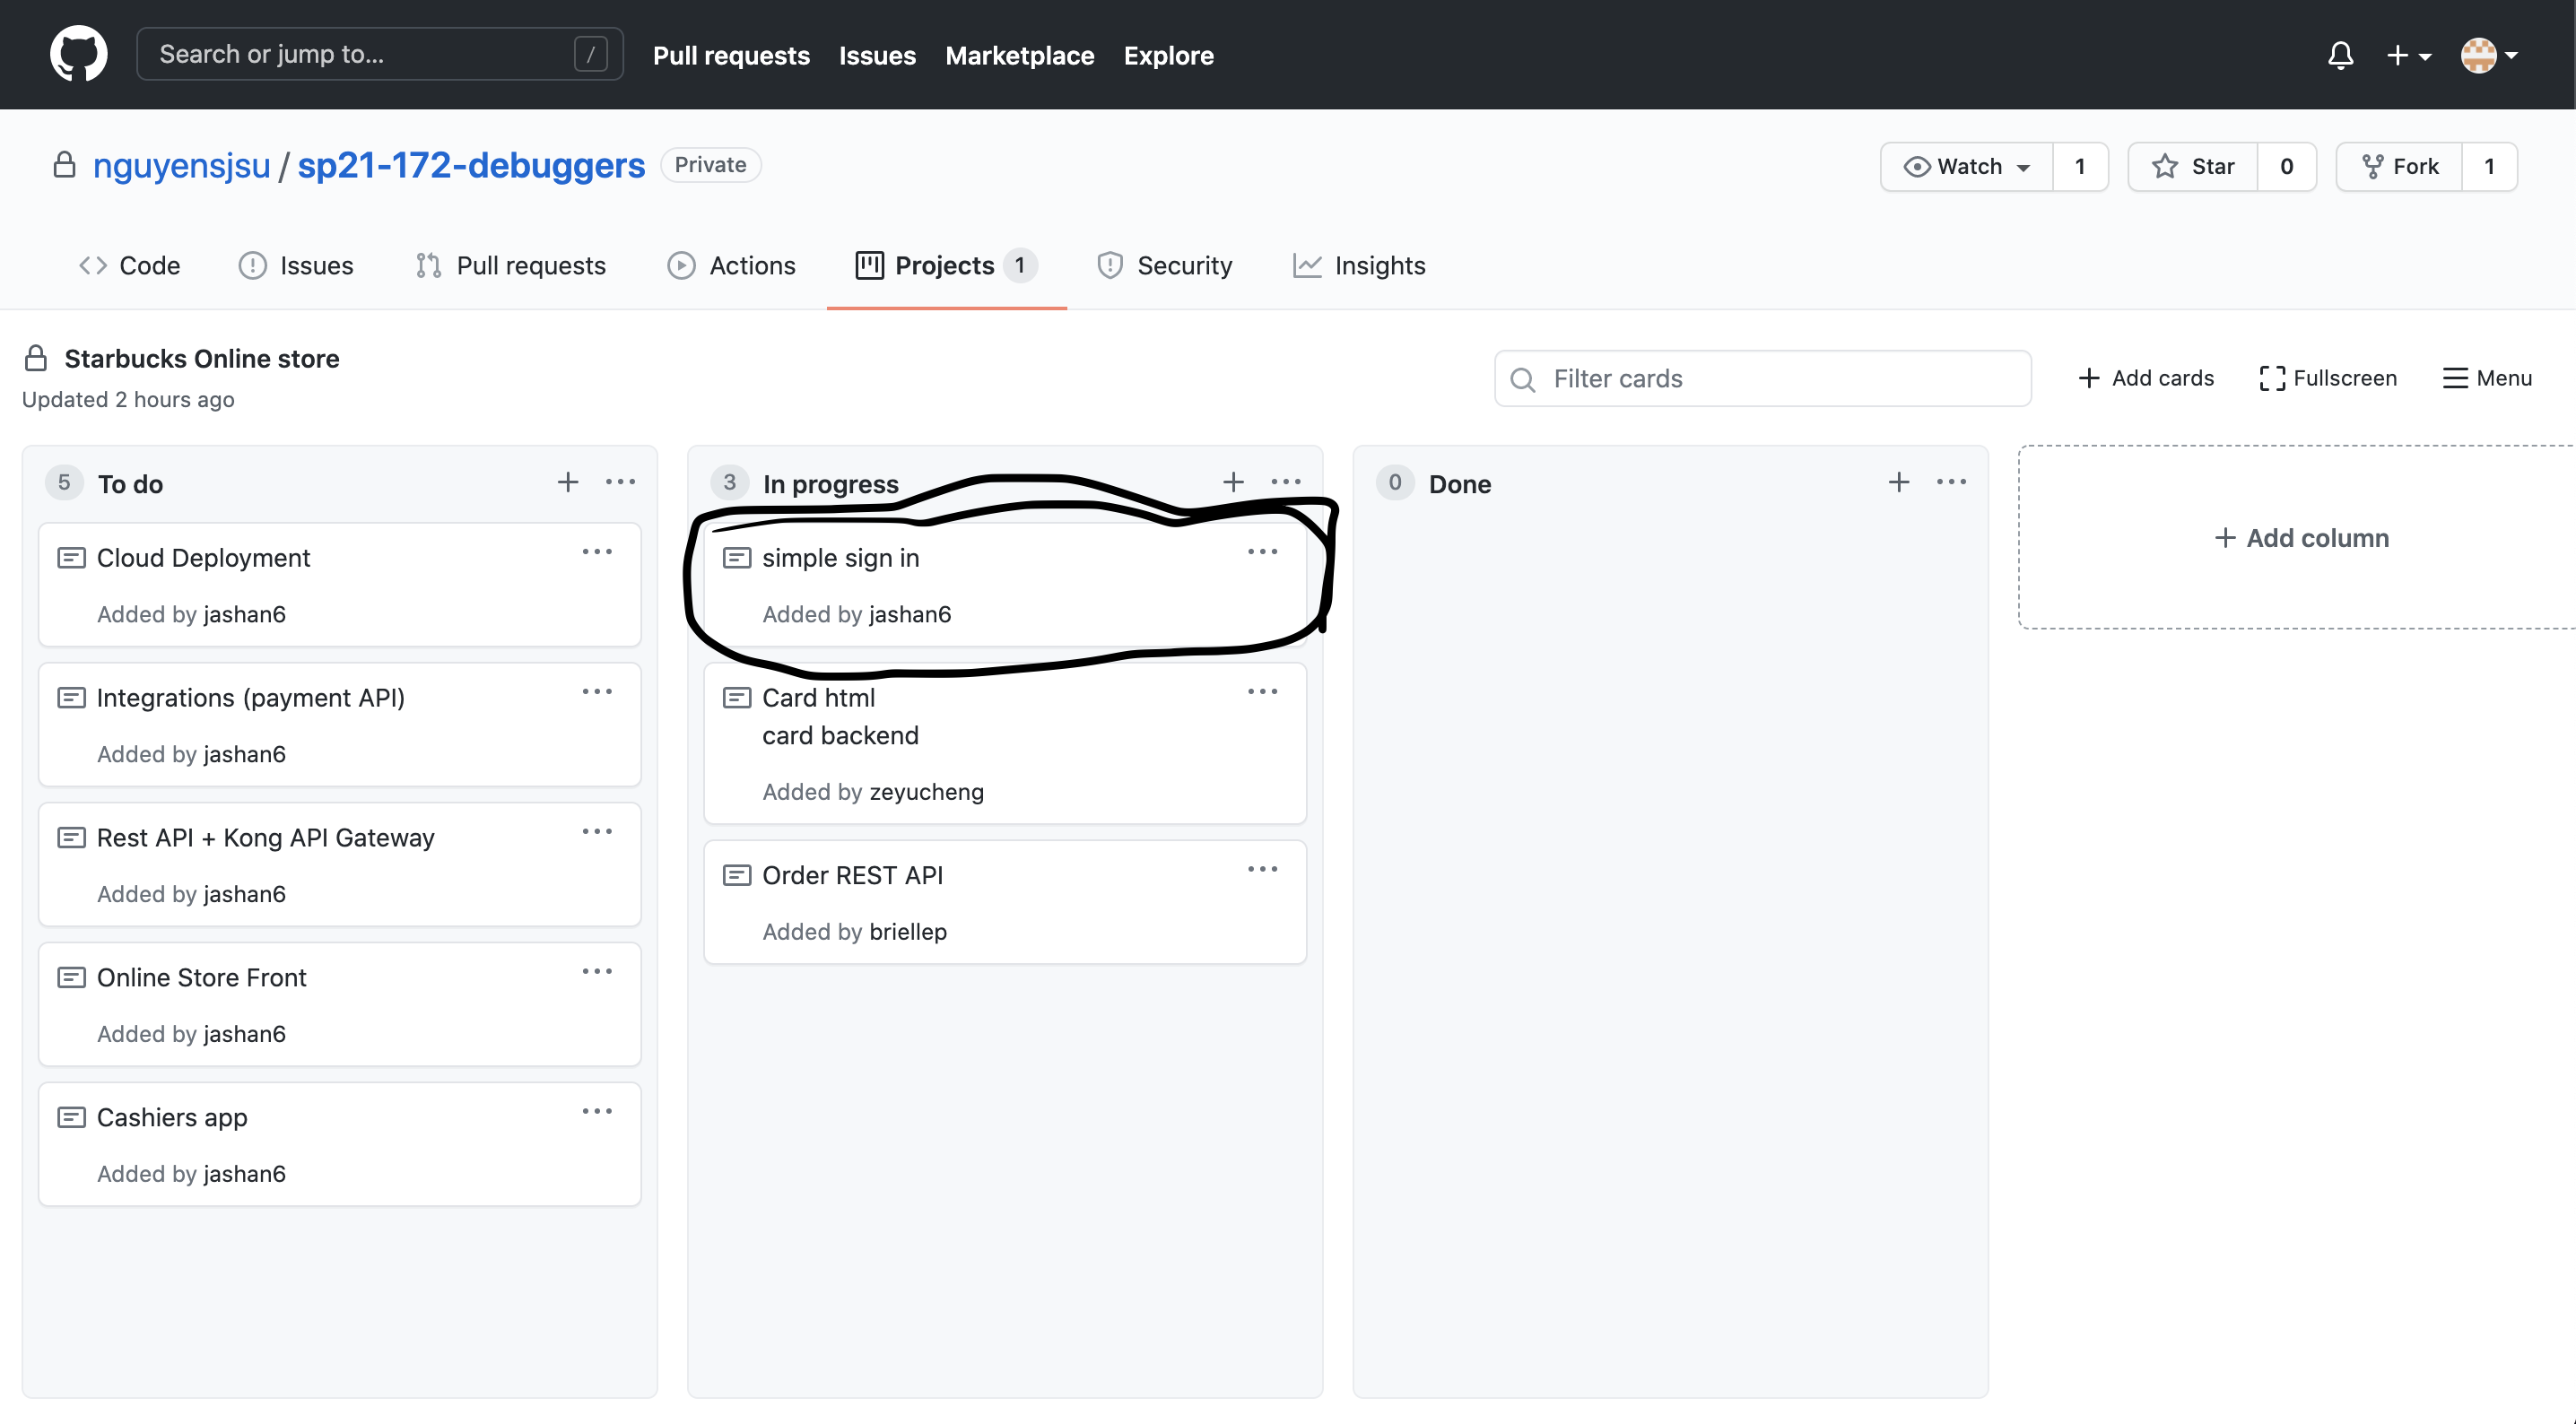 Search or jump to... /
Pull requests
Issues
Marketplace
Explore
nguyensjsu / sp21-172-debuggers
Private
Watch 1
Star 0
Fork 1
Code
Issues
Pull requests
Actions
Projects 1
Security
Insights
Starbucks Online store
Updated 2 hours ago
Filter cards
Add cards
Fullscreen
Menu
5 To do
Cloud Deployment
Added by jashan6
Integrations (payment API)
Added by jashan6
Rest API + Kong API Gateway
Added by jashan6
Online Store Front
Added by jashan6
Cashiers app
Added by jashan6
3 In progress
simple sign in
Added by jashan6
Card html
card backend
Added by zeyucheng
Order REST API
Added by briellep
0 Done
+ Add column